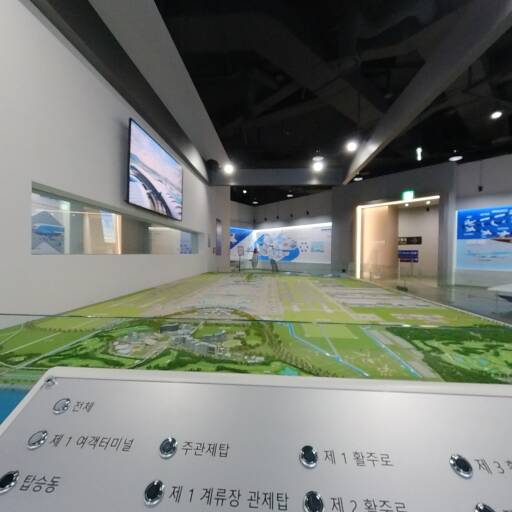 전체
제 1 여객터미널
주관제탑
제 1 활주로
제 3
탑승동
제 1 계류장 관제탑
제 2 활주로